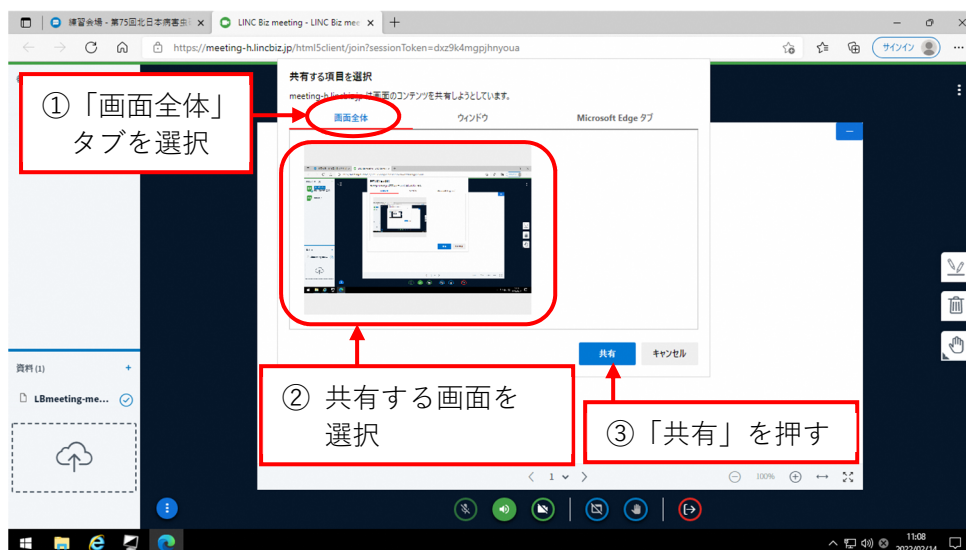 練習会場 - 第75回北日本病害虫
LINC Biz meeting - LINC Biz mee
https://meeting-h.lincbiz.jp/html5client/join?sessionToken=dxz9k4mgpjhnyoua
サインイン
共有する項目を選択
は画面のコンテンツを共有しようとしています。
画面全体
ウィンドウ
Microsoft Edge タブ
①「画面全体」
タブを選択
共有
キャンセル
② 共有する画面を
選択
③「共有」を押す
資料 (1)
+
LBmeeting-me...
1
100%
11:08
2022/02/14